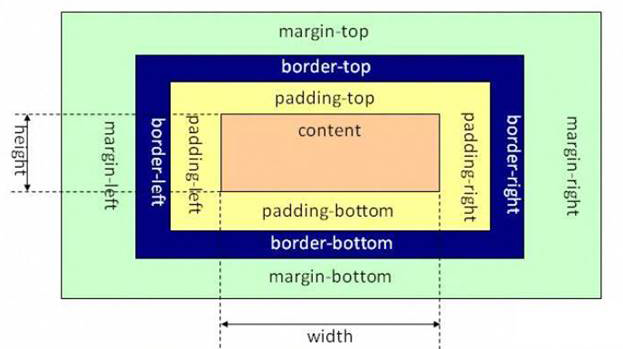 margin-top
border-top
padding-top
content
height
margin-left
border-left
padding-left
padding-right
border-right
margin-right
padding-bottom
border-bottom
margin-bottom
width